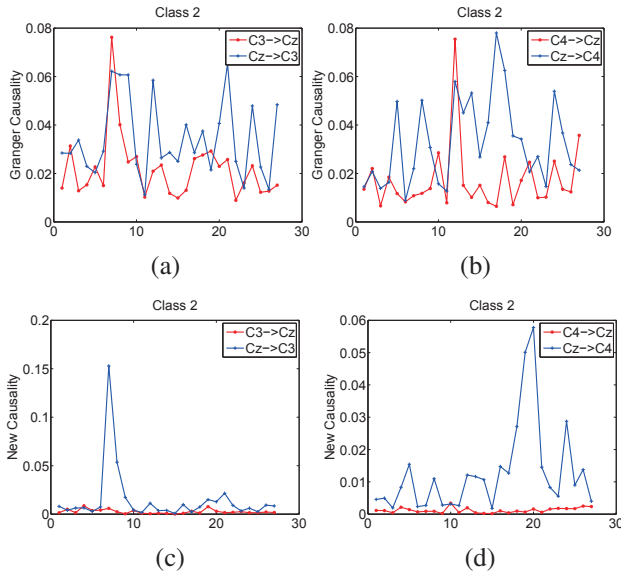 Class 2
Granger Causality
0.08
0.06
0.04
0.02
0
0
10
20
30
C3->Cz
Cz->C3
(a)
Class 2
Granger Causality
0.08
0.06
0.04
0.02
0
0
10
20
30
C4->Cz
Cz->C4
(b)
Class 2
New Causality
0.2
0.15
0.1
0.05
0
0
10
20
30
C3->Cz
Cz->C3
(c)
Class 2
New Causality
0.06
0.05
0.04
0.03
0.02
0.01
0
0
10
20
30
C4->Cz
Cz->C4
(d)